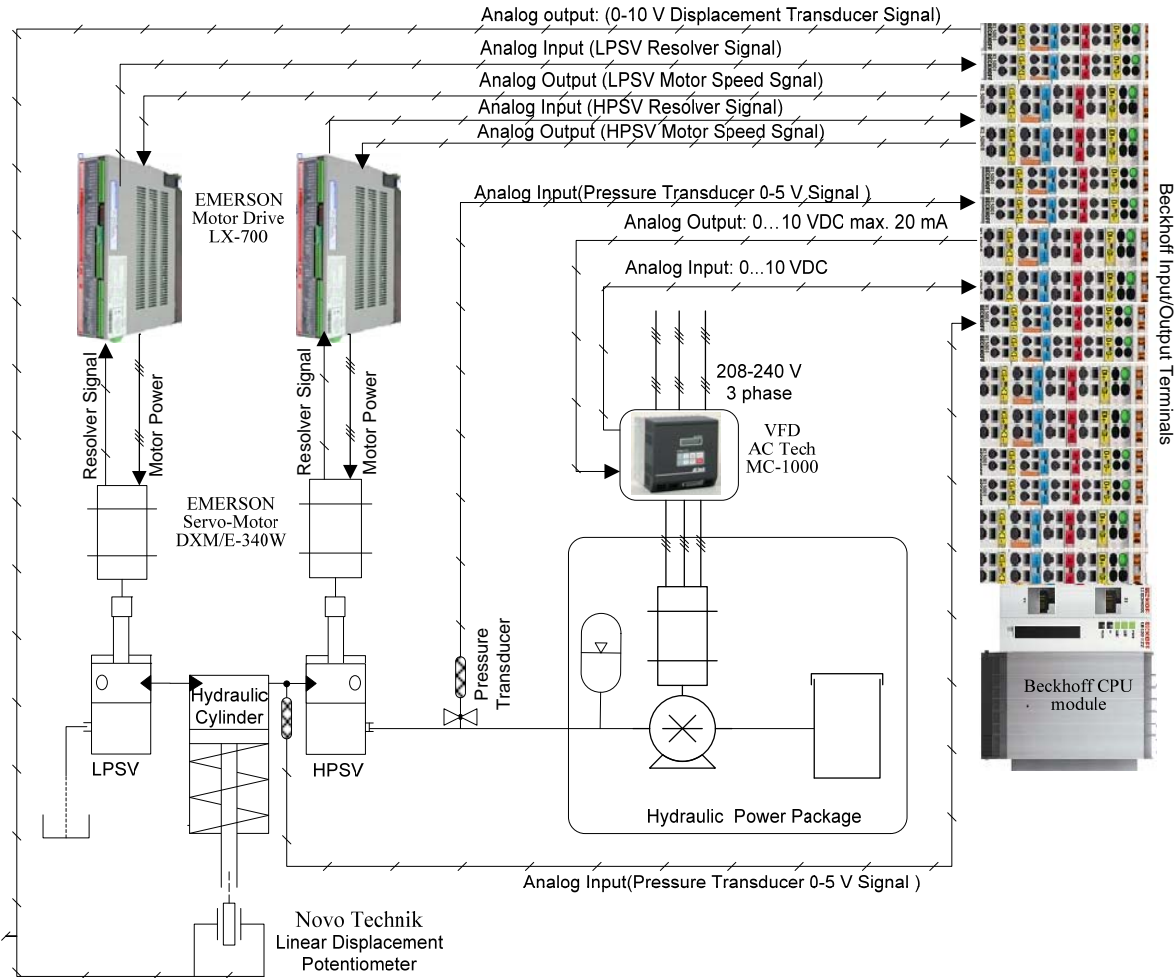 Analog output: (0-10 V Displacement Transducer Signal)
Analog Input (LPSV Resolver Signal)
Analog Output (LPSV Motor Speed Sgnal)
Analog Input (HPSV Resolver Signal)
Analog Output (HPSV Motor Speed Sgnal)
EMERSON
Motor Drive
LX-700
Analog Input(Pressure Transducer 0-5 V Signal )
Analog Output: 0...10 VDC max. 20 mA
Analog Input: 0...10 VDC
Beckhoff Input/Output Terminals
Resolver Signal
Motor Power
Resolver Signal
Motor Power
208-240 V
3 phase
VFD
AC Tech
MC-1000
EMERSON
Servo-Motor
DXM/E-340W
Pressure
Transducer
Hydraulic
Cylinder
LPSV
HPSV
Beckhoff CPU
module
Hydraulic Power Package
Analog Input(Pressure Transducer 0-5 V Signal )
Novo Technik
Linear Displacement
Potentiometer